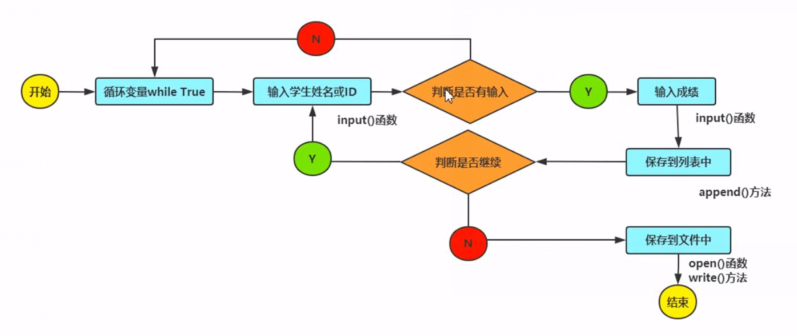 N
开始
循环变量while True
输入学生姓名或ID
判断是否有输入
Y
输入成绩
input()函数
input()函数
Y
判断是否继续
保存到列表中
append()方法
N
保存到文件中
open()函数
write()方法
结束